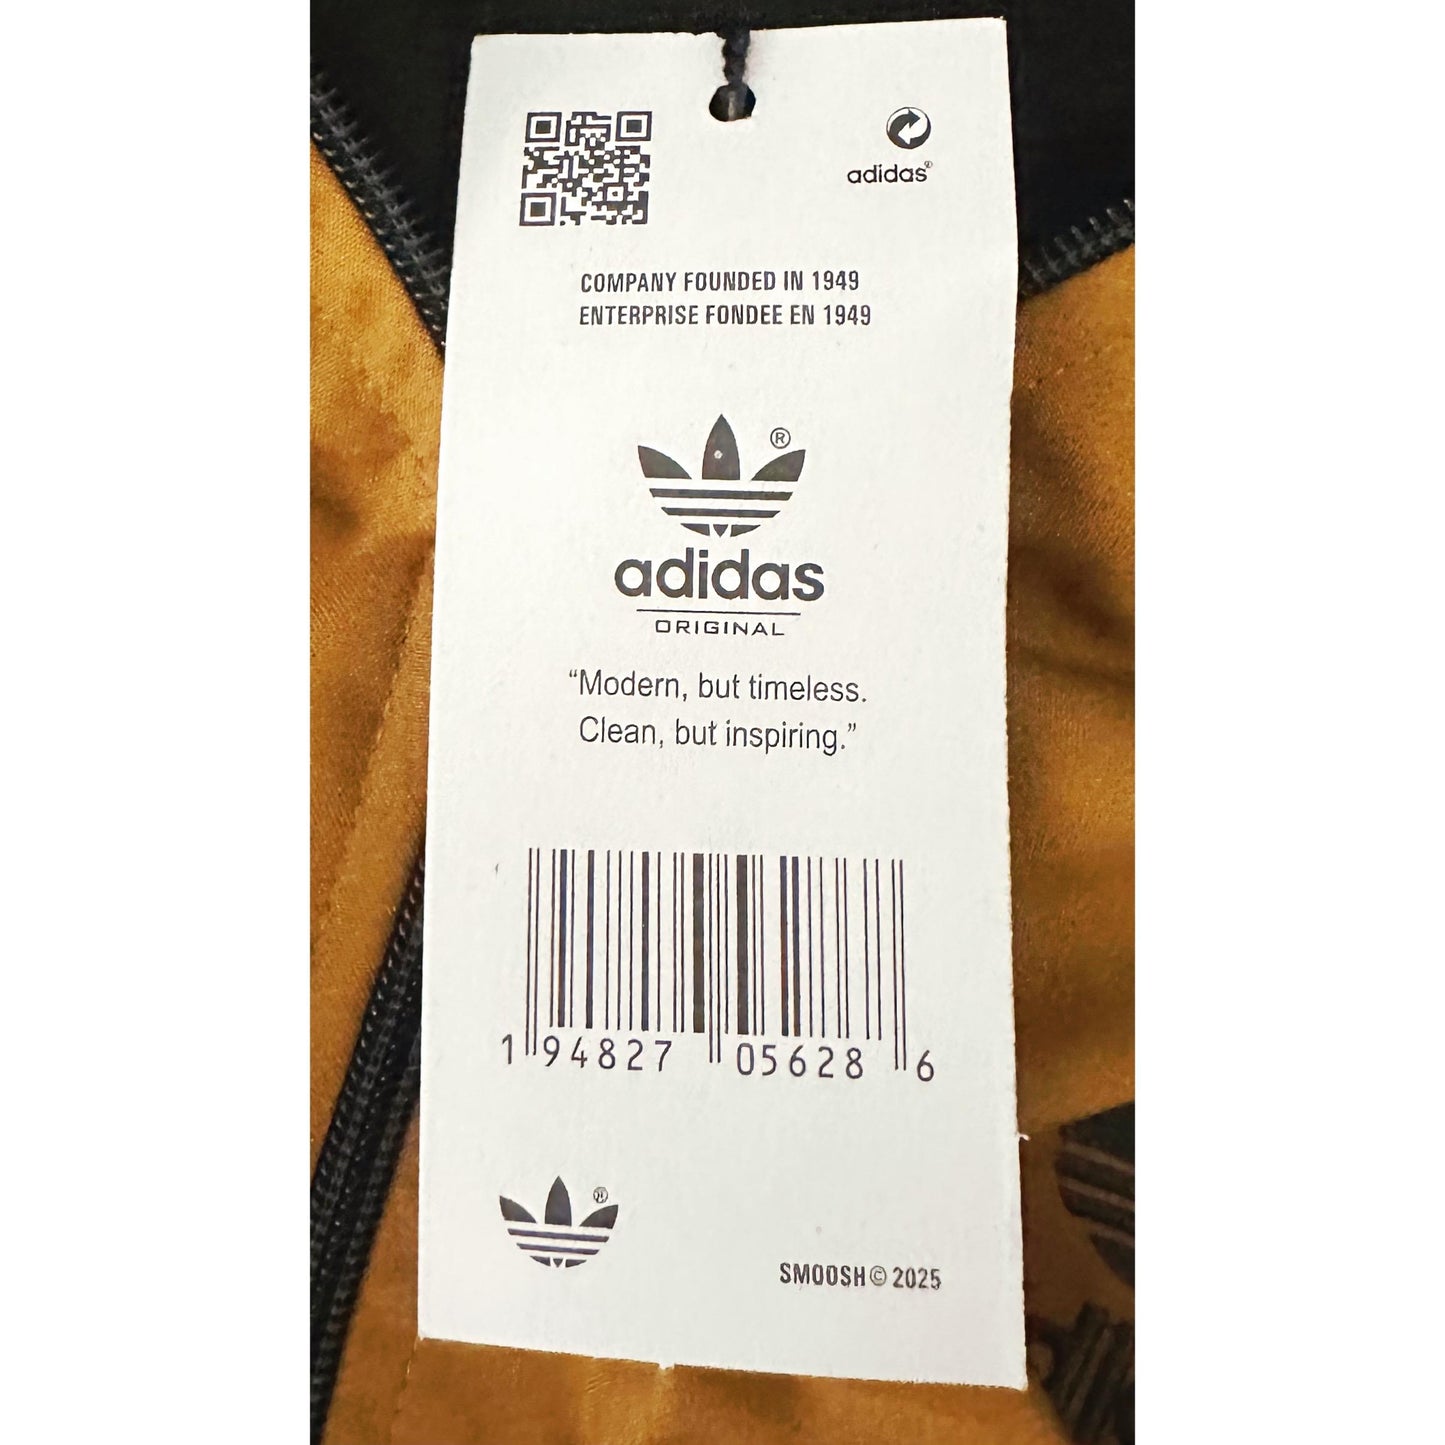 adidas®
COMPANY FOUNDED IN 1949
ENTERPRISE FONDEE EN 1949
®
adidas
ORIGINAL
“Modern, but timeless.
Clean, but inspiring.”
1 94827 05628 6
®
SMOOSH© 2025